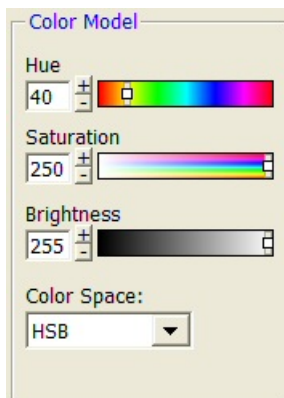 Color Model
Hue
40 + -
Saturation
250 + -
Brightness
255 + -
Color Space:
HSB